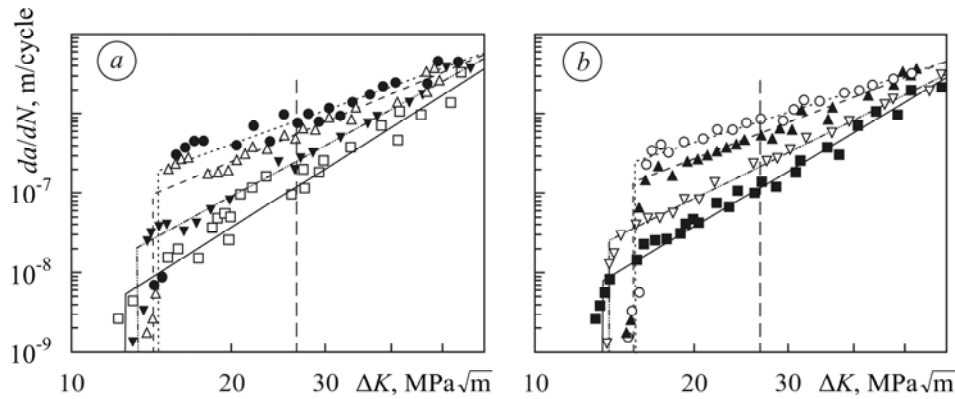 a
b
da/dN, m/cycle
10^-7
10^-8
10^-9
10 20 30 ΔK, MPa√m 10 20 30 ΔK, MPa√m